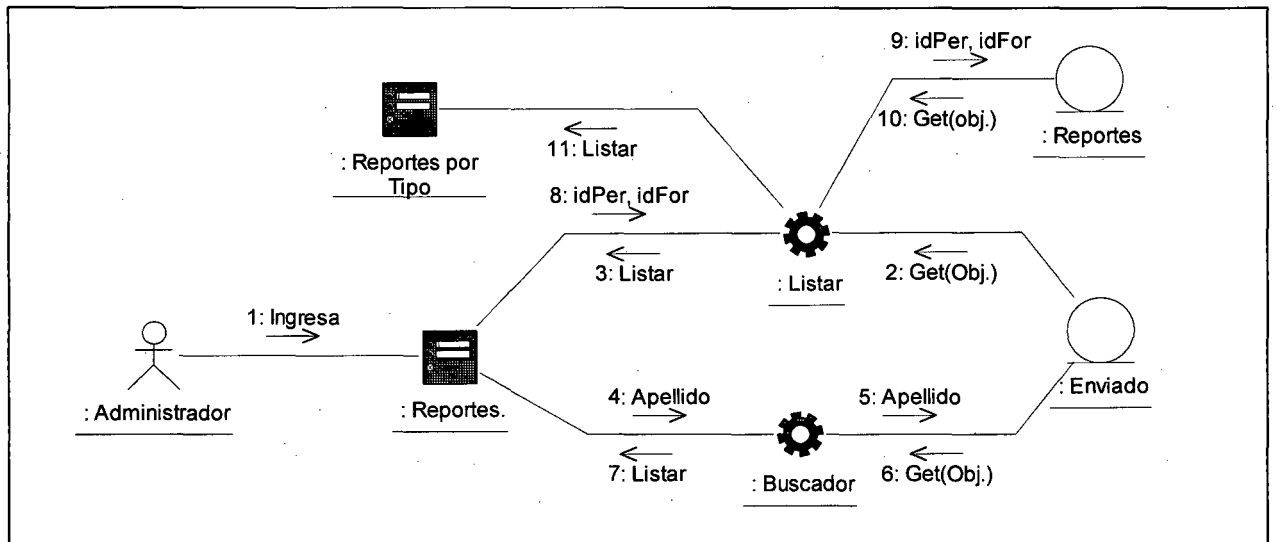 9: idPer, idFor
10: Get(obj.)
: Reportes
11: Listar
: Reportes por
Tipo
8: idPer, idFor
3: Listar
2: Get(Obj.)
: Listar
1: Ingresa
: Administrador
: Reportes.
4: Apellido
5: Apellido
: Enviado
7: Listar
6: Get(Obj.)
: Buscador